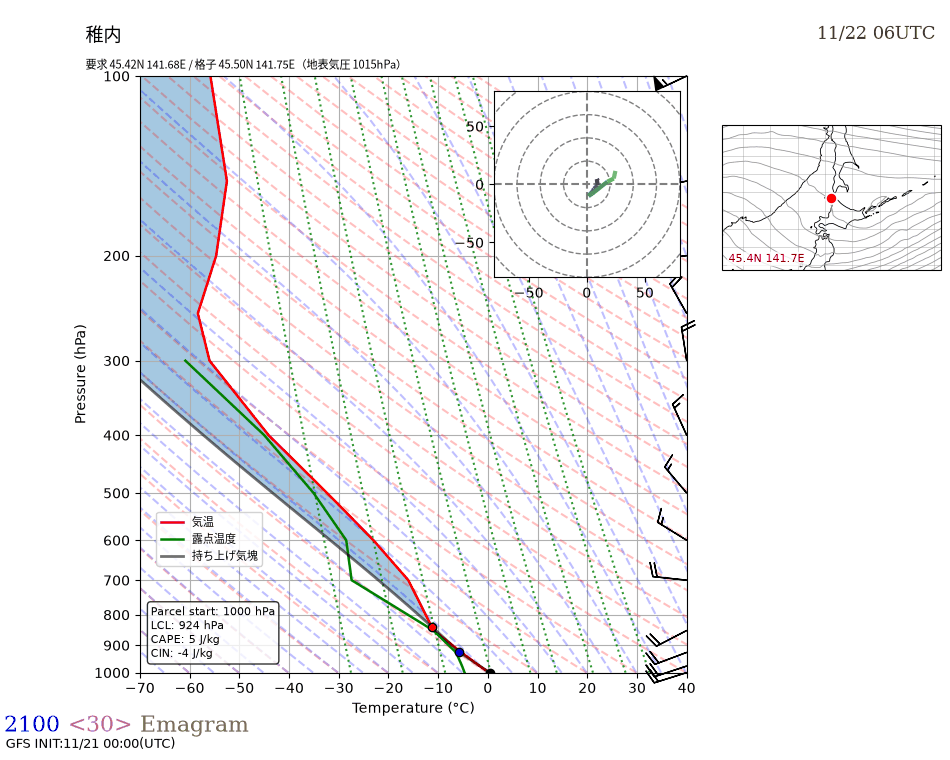 稚内
11/22 06UTC
要求 45.42N 141.68E / 格子 45.50N 141.75E（地表気圧 1015hPa）
100
200
300
400
500
600
700
800
900
1000
Pressure (hPa)
50
0
−50
−50 0 50
45.4N 141.7E
気温
露点温度
持ち上げ気塊
Parcel start: 1000 hPa
LCL: 924 hPa
CAPE: 5 J/kg
CIN: -4 J/kg
−70 −60 −50 −40 −30 −20 −10 0 10 20 30 40
Temperature (°C)
2100 <30> Emagram
GFS INIT:11/21 00:00(UTC)